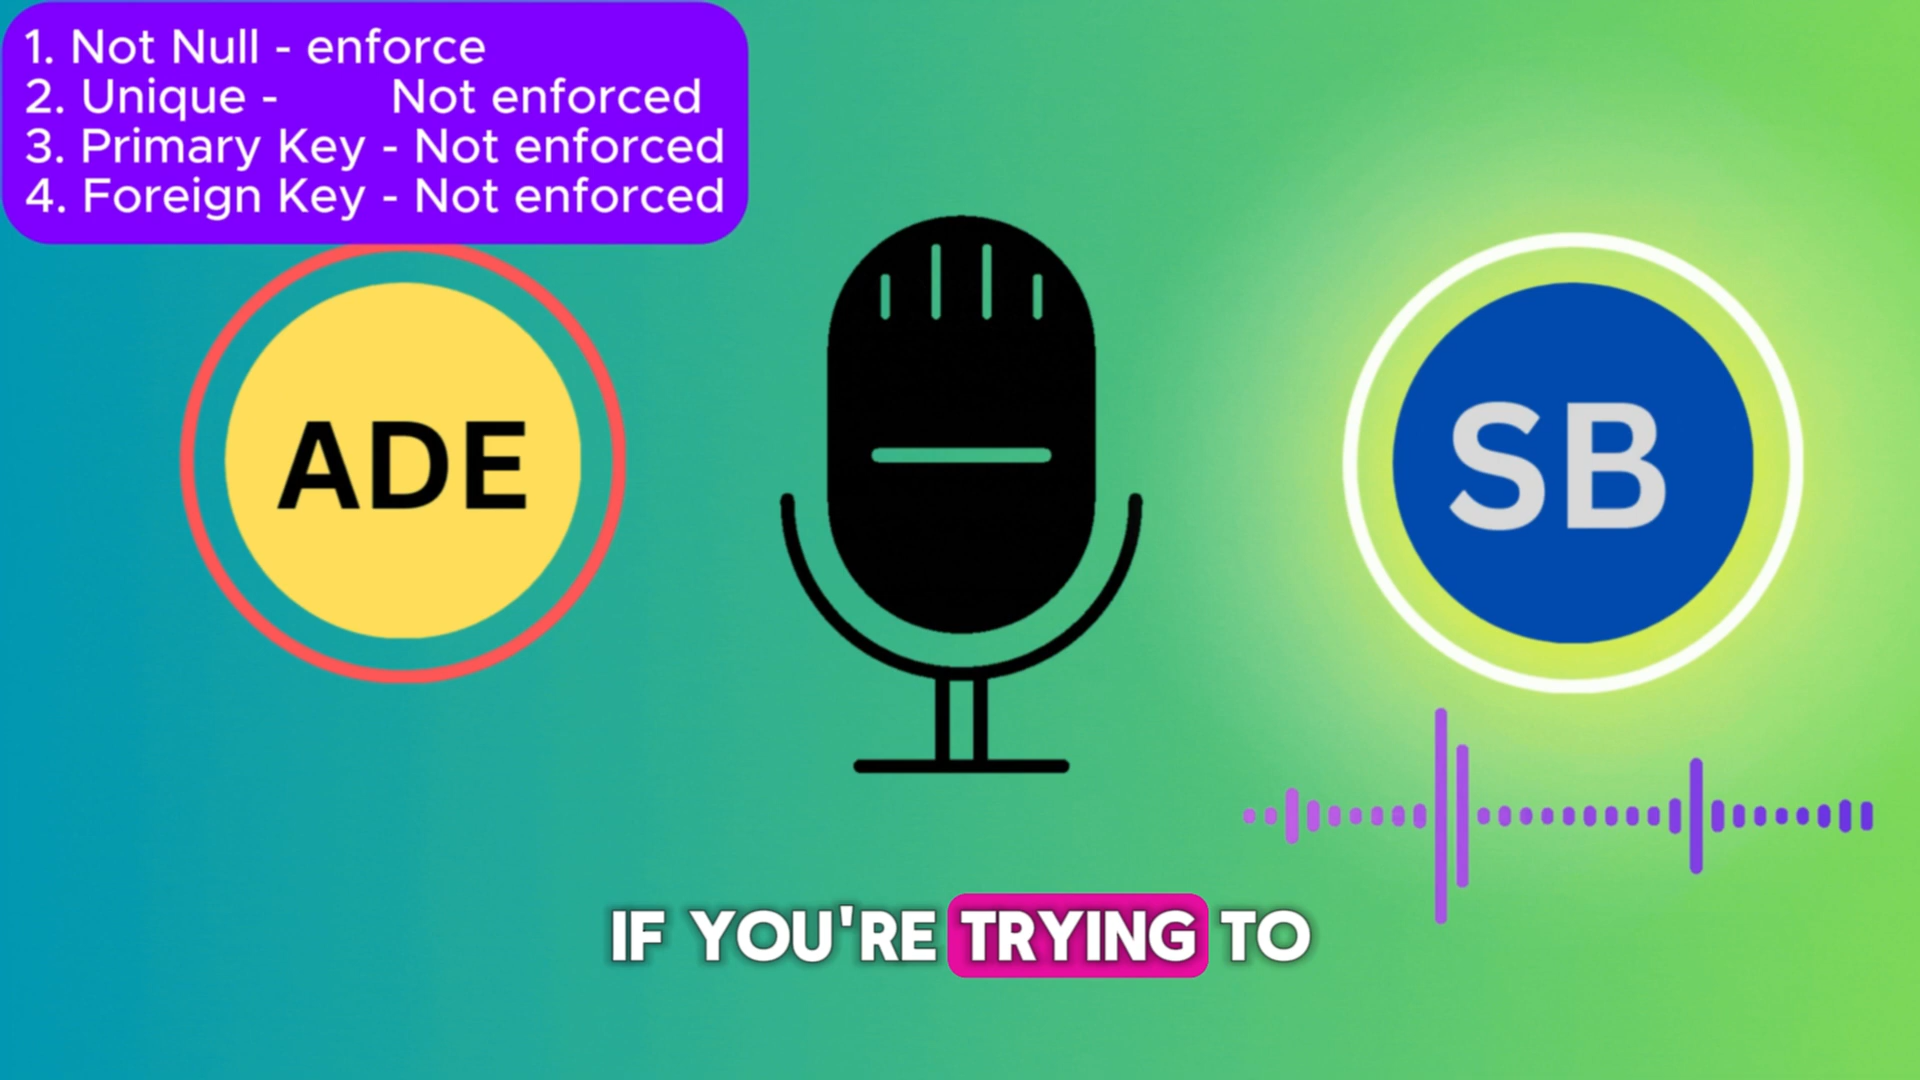 1. Not Null - enforce
2. Unique - Not enforced
3. Primary Key - Not enforced
4. Foreign Key - Not enforced
ADE
SB
IF YOU'RE TRYING TO